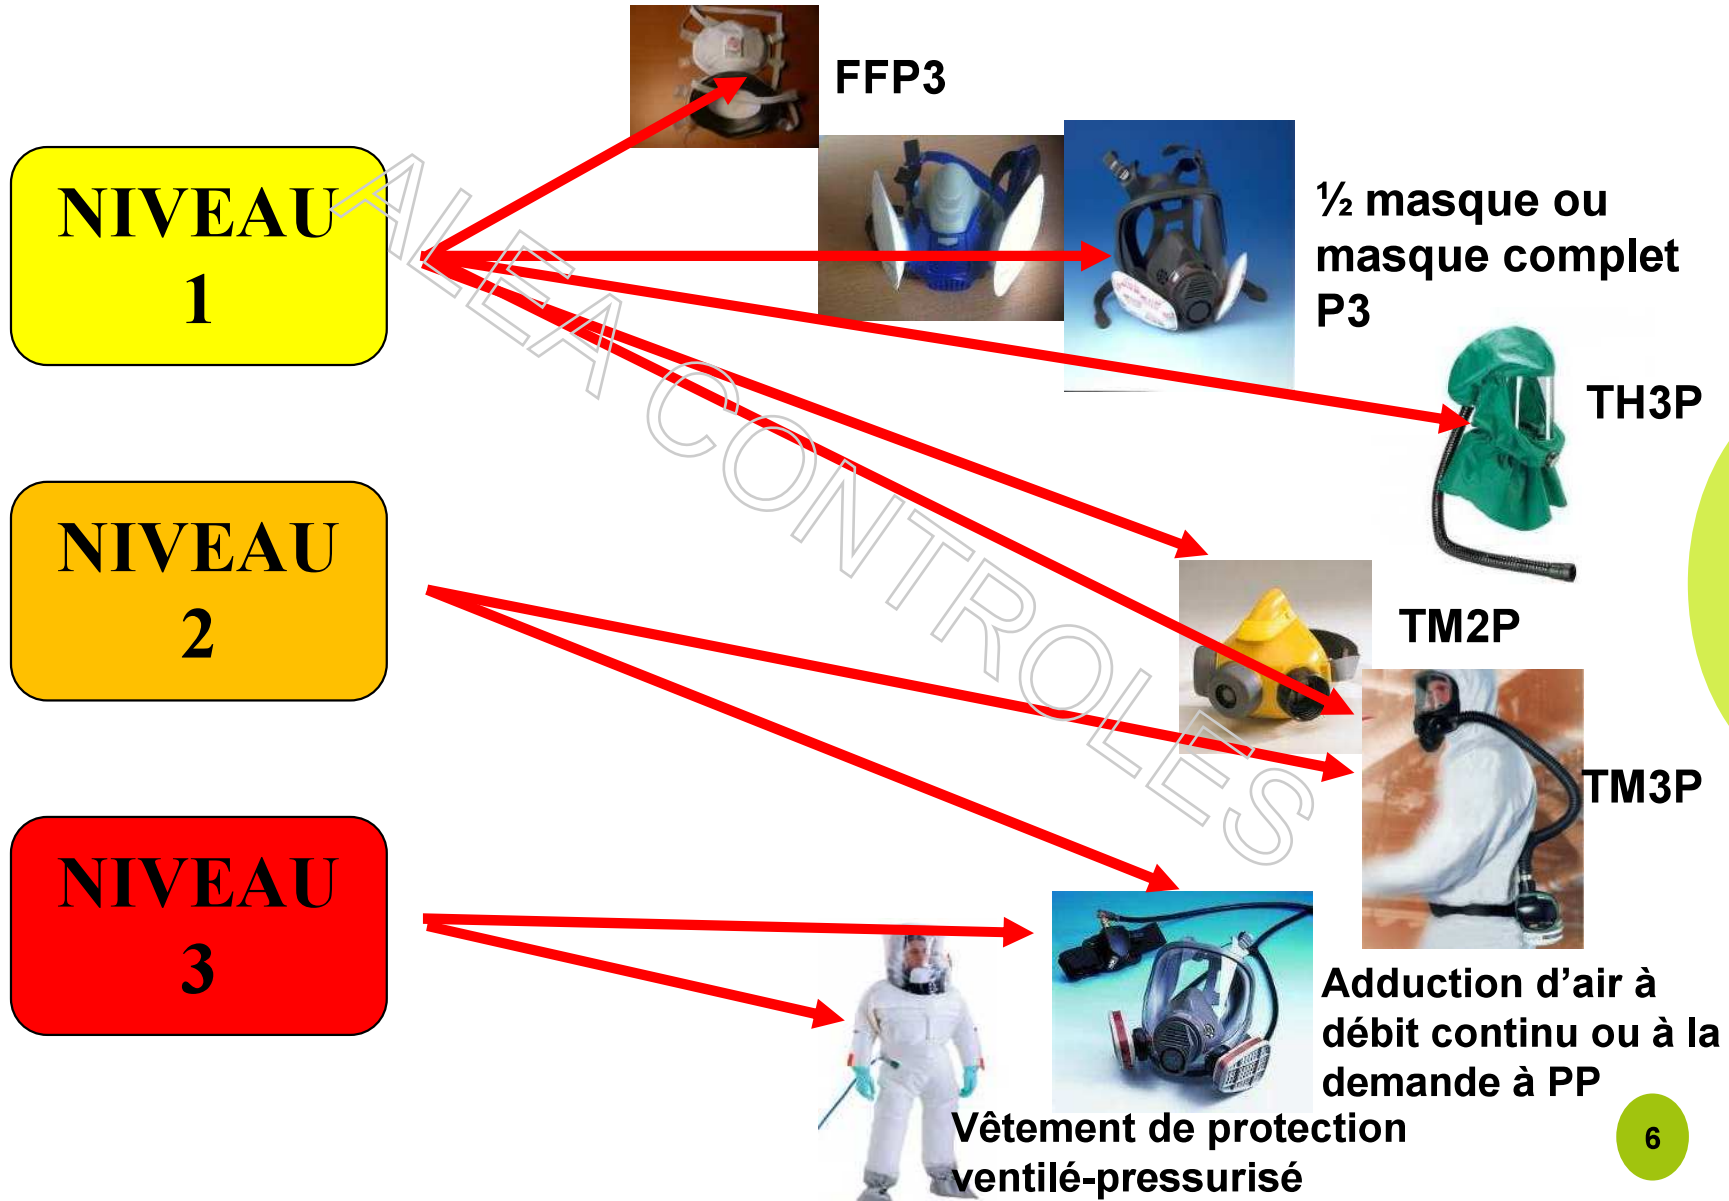 FFP3
NIVEAU
1
½ masque ou
masque complet
P3
TH3P
NIVEAU
2
TM2P
TM3P
NIVEAU
3
Adduction d’air à
débit continu ou à la
demande à PP
Vêtement de protection
ventilé-pressurisé
6
ALEA CONTROLES